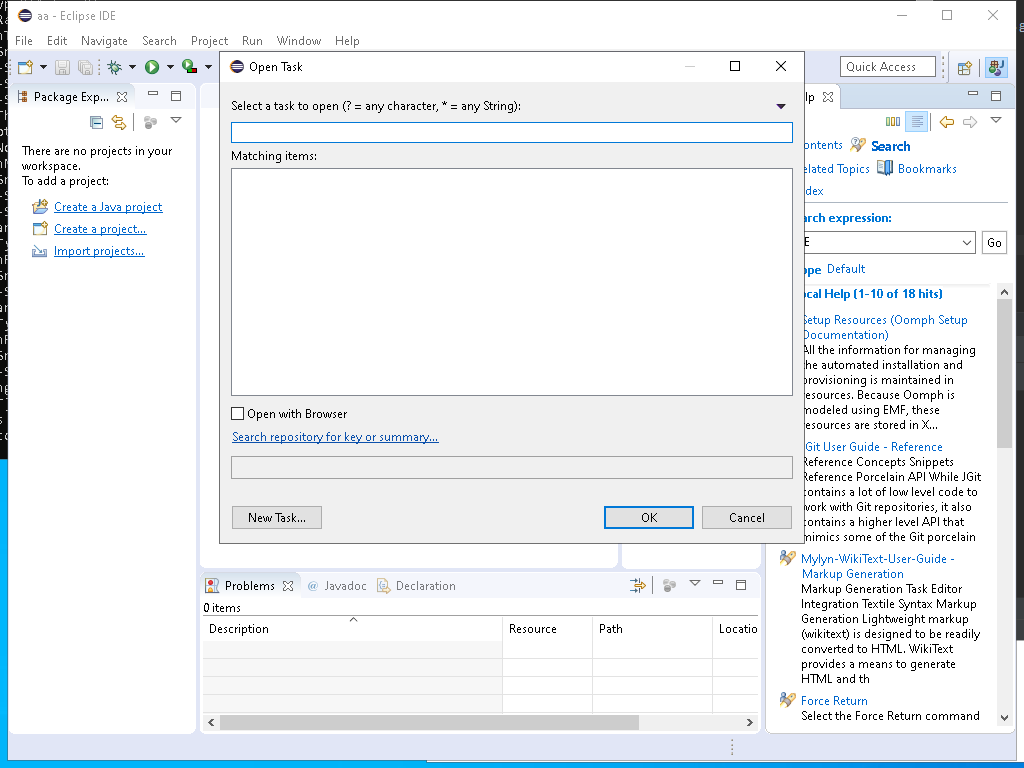 aa - Eclipse IDE
File Edit Navigate Search Project Run Window Help
Quick Access
Package Exp...
There are no projects in your
workspace.
To add a project:
Create a Java project
Create a project...
Import projects...
Open Task
Select a task to open (? = any character, * = any String):
Matching items:
Open with Browser
Search repository for key or summary...
New Task...
OK
Cancel
Problems
Javadoc
Declaration
0 items
Description Resource Path Locatio
lp
ontents Search
elated Topics Bookmarks
dex
arch expression:
E
Go
ope Default
ocal Help (1-10 of 18 hits)
Setup Resources (Oomph Setup
Documentation)
All the information for managing
the automated installation and
provisioning is maintained in
resources. Because Oomph is
modeled using EMF, these
resources are stored in X...
JGit User Guide - Reference
Reference Concepts Snippets
Reference Porcelain API While JGit
contains a lot of low level code to
work with Git repositories, it also
contains a higher level API that
mimics some of the Git porcelain
Mylyn-WikiText-User-Guide -
Markup Generation
Markup Generation Task Editor
Integration Textile Syntax Markup
Generation Lightweight markup
(wikitext) is designed to be readily
converted to HTML. WikiText
provides a means to generate
HTML and th
Force Return
Select the Force Return command